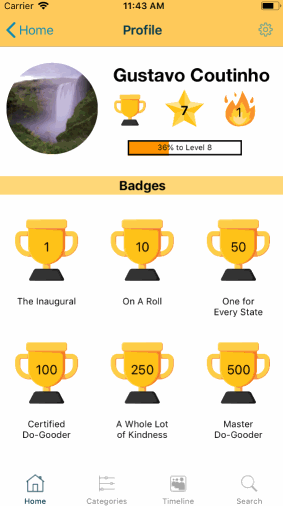 Carrier 11:43 AM
Home Profile
Gustavo Coutinho
7 1
36% to Level 8
Badges
1 10 50
The Inaugural On A Roll One for
Every State
100 250 500
Certified A Whole Lot Master
Do-Gooder of Kindness Do-Gooder
Home Categories Timeline Search